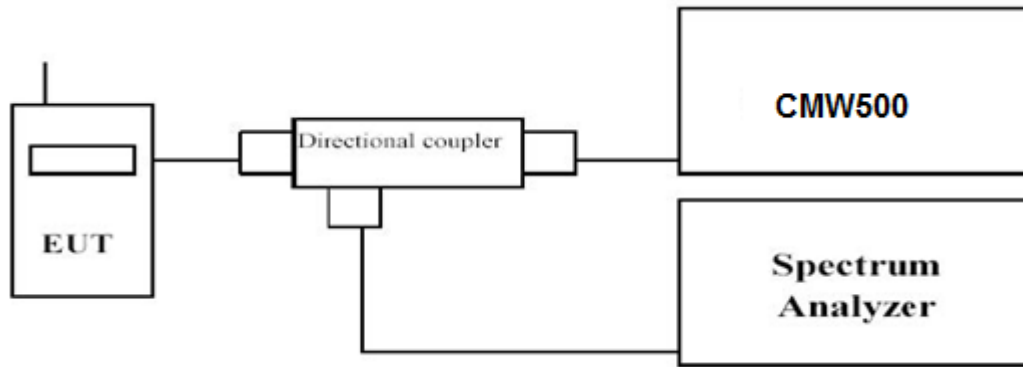 CMW500
Directional coupler
EUT
Spectrum
Analyzer